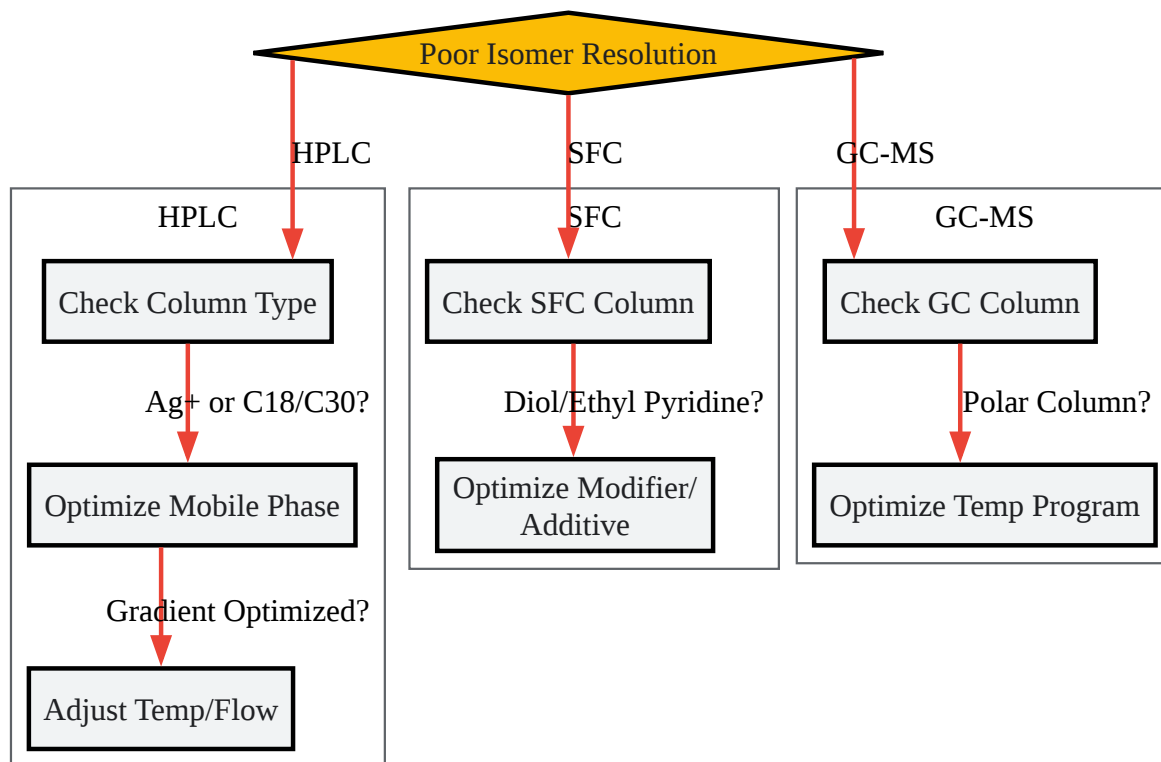 Poor Isomer Resolution
HPLC
SFC
GC-MS
HPLC
SFC
GC-MS
Check Column Type
Check SFC Column
Check GC Column
Ag+ or C18/C30?
Diol/Ethyl Pyridine?
Polar Column?
Optimize Mobile Phase
Optimize Modifier/
Additive
Optimize Temp Program
Gradient Optimized?
Adjust Temp/Flow